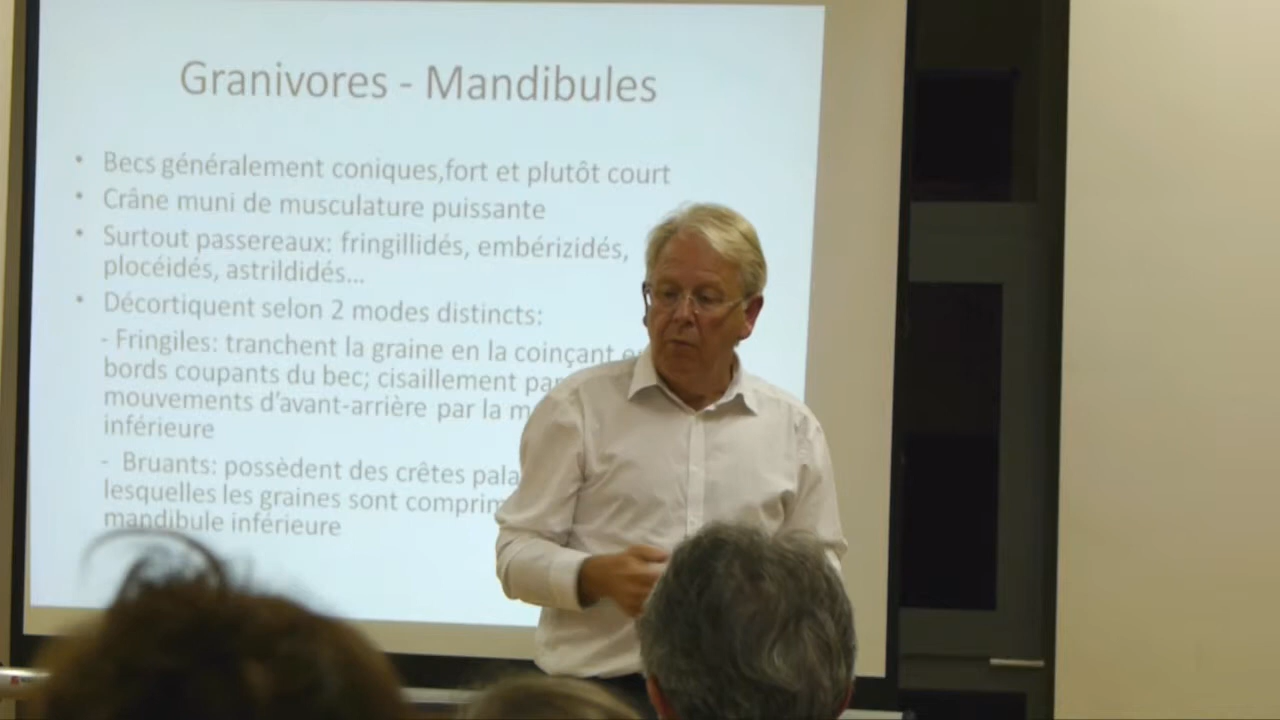 Granivores - Mandibules
• Becs généralement coniques,fort et plutôt court
• Crâne muni de musculature puissante
• Surtout passereaux: fringillidés, embérizidés,
plocéidés, astrildidés...
• Décortiquent selon 2 modes distincts:
- Fringiles: tranchent la graine en la coinçant
bords coupants du bec; cisaillement
mouvements d'avant-arrière par la
inférieure
- Bruants: possèdent des crêtes
lesquelles les graines sont
mandibule inférieure